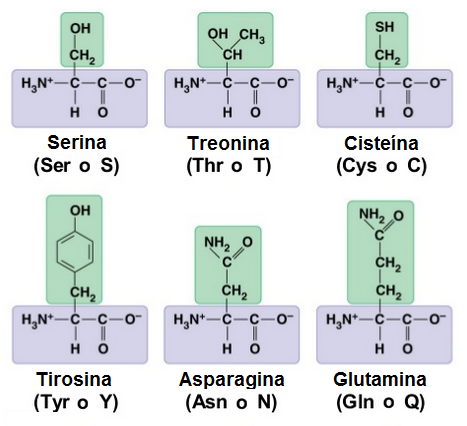 OH
CH₂
H₃N⁺—C—C—O⁻
H O
Serina
(Ser o S)
OH CH₃
CH
H₃N⁺—C—C—O⁻
H O
Treonina
(Thr o T)
SH
CH₂
H₃N⁺—C—C—O⁻
H O
Cisteína
(Cys o C)
OH
CH₂
H₃N⁺—C—C—O⁻
H O
Tirosina
(Tyr o Y)
NH₂ O
C
CH₂
H₃N⁺—C—C—O⁻
H O
Asparagina
(Asn o N)
NH₂ O
C
CH₂
CH₂
H₃N⁺—C—C—O⁻
H O
Glutamina
(Gln o Q)